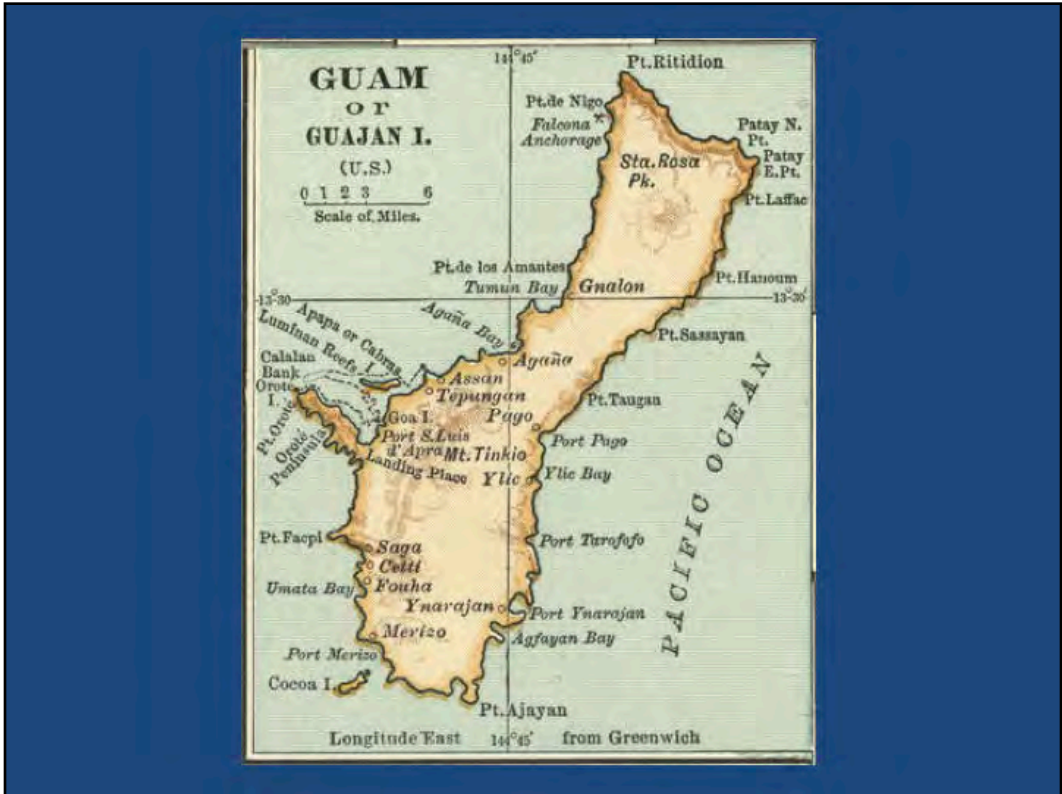 GUAM
or
GUAJAN I.
(U.S.)
0 1 2 3 6
Scale of Miles.
144°45'
Pt.Ritidion
Pt.de Nigo
Falcona
Anchorage
Patay N.
Pt.
Patay
E.Pt.
Sta.Rosa
Pk.
Pt.Laffac
Pt.de los Amantes
Tumun Bay
Gnalon
Pt.Hanoum
13°30
13°30
Agaña Bay
Pt.Sassayan
Apapa or Cabras
I.
Luminan Reefs
Calalan
Bank
Orote
I.
Agaña
Assan
Tepungan
Pt.Taugan
Pt.Orote
Orote
Peninsula
Goa I.
Pago
Port S.Luis
d'Apra
Port Pago
Mt.Tinkio
Landing Place
Ylic
Ylic Bay
PACIFIC OCEAN
Pt.Facpi
Saga
Port Tarofofo
Cetti
Umata Bay
Fouha
Ynarajan
Port Ynarajan
Merizo
Agfayan Bay
Port Merizo
Cocoa I.
Pt.Ajayan
Longitude East 144°45' from Greenwich